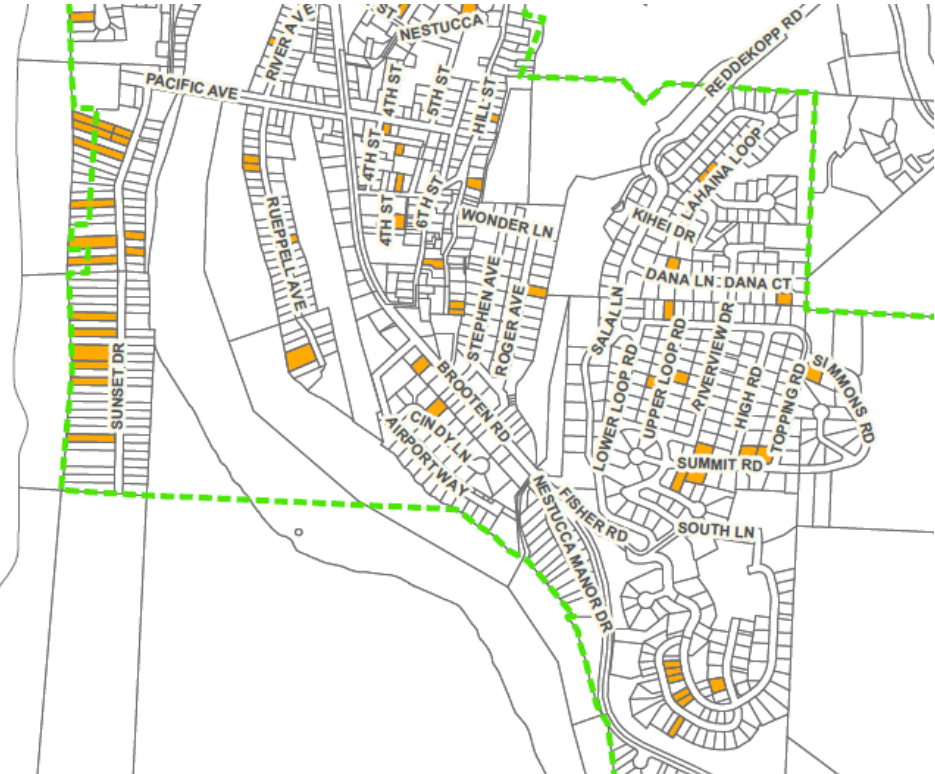 ST
NESTUCCA
RIVER AVE
REDDEKOPP RD
PACIFIC AVE
4TH ST
5TH ST
HILL ST
4TH ST
LAHAINA LOOP
6TH ST
4TH ST
WONDER LN
KIHEI DR
RUEPPELL AVE
DANA LN
DANA CT
STEPHEN AVE
ROGER AVE
SALAL LN
SUNSET DR
LOWER LOOP RD
UPPER LOOP RD
RIVERVIEW DR
HIGH RD
TOPPING RD
SIMMONS RD
BROOTEN RD
CINDY LN
AIRPORT WAY
SUMMIT RD
FISHER RD
SOUTH LN
NESTUCCA MANOR DR